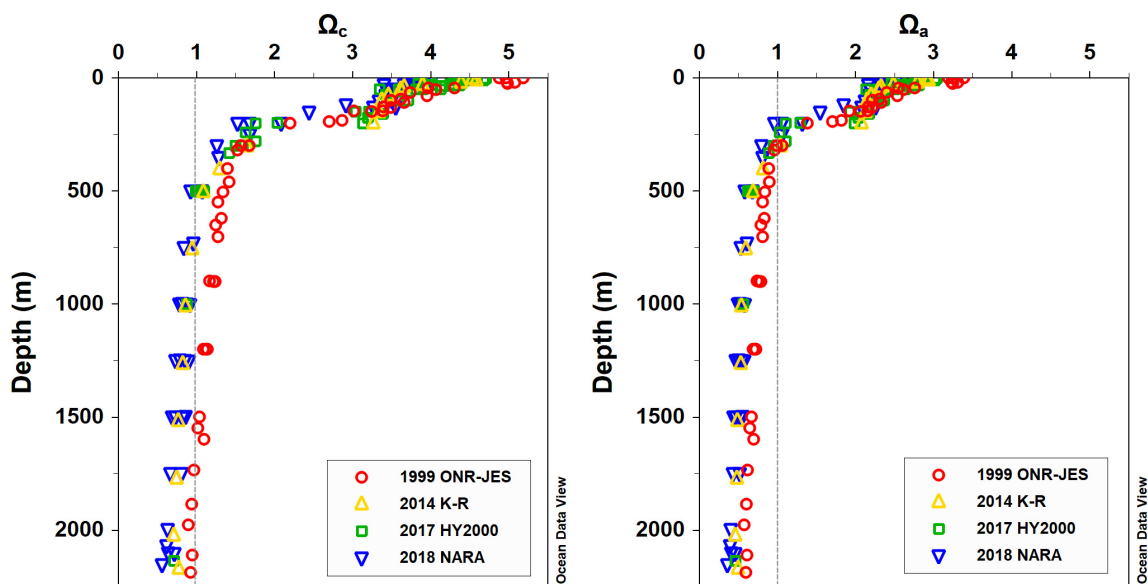 Ωc
0 1 2 3 4 5
0
500
1000
1500
2000
Depth (m)
1999 ONR-JES
2014 K-R
2017 HY2000
2018 NARA
Ocean Data View
Ωa
0 1 2 3 4 5
0
500
1000
1500
2000
Depth (m)
1999 ONR-JES
2014 K-R
2017 HY2000
2018 NARA
Ocean Data View